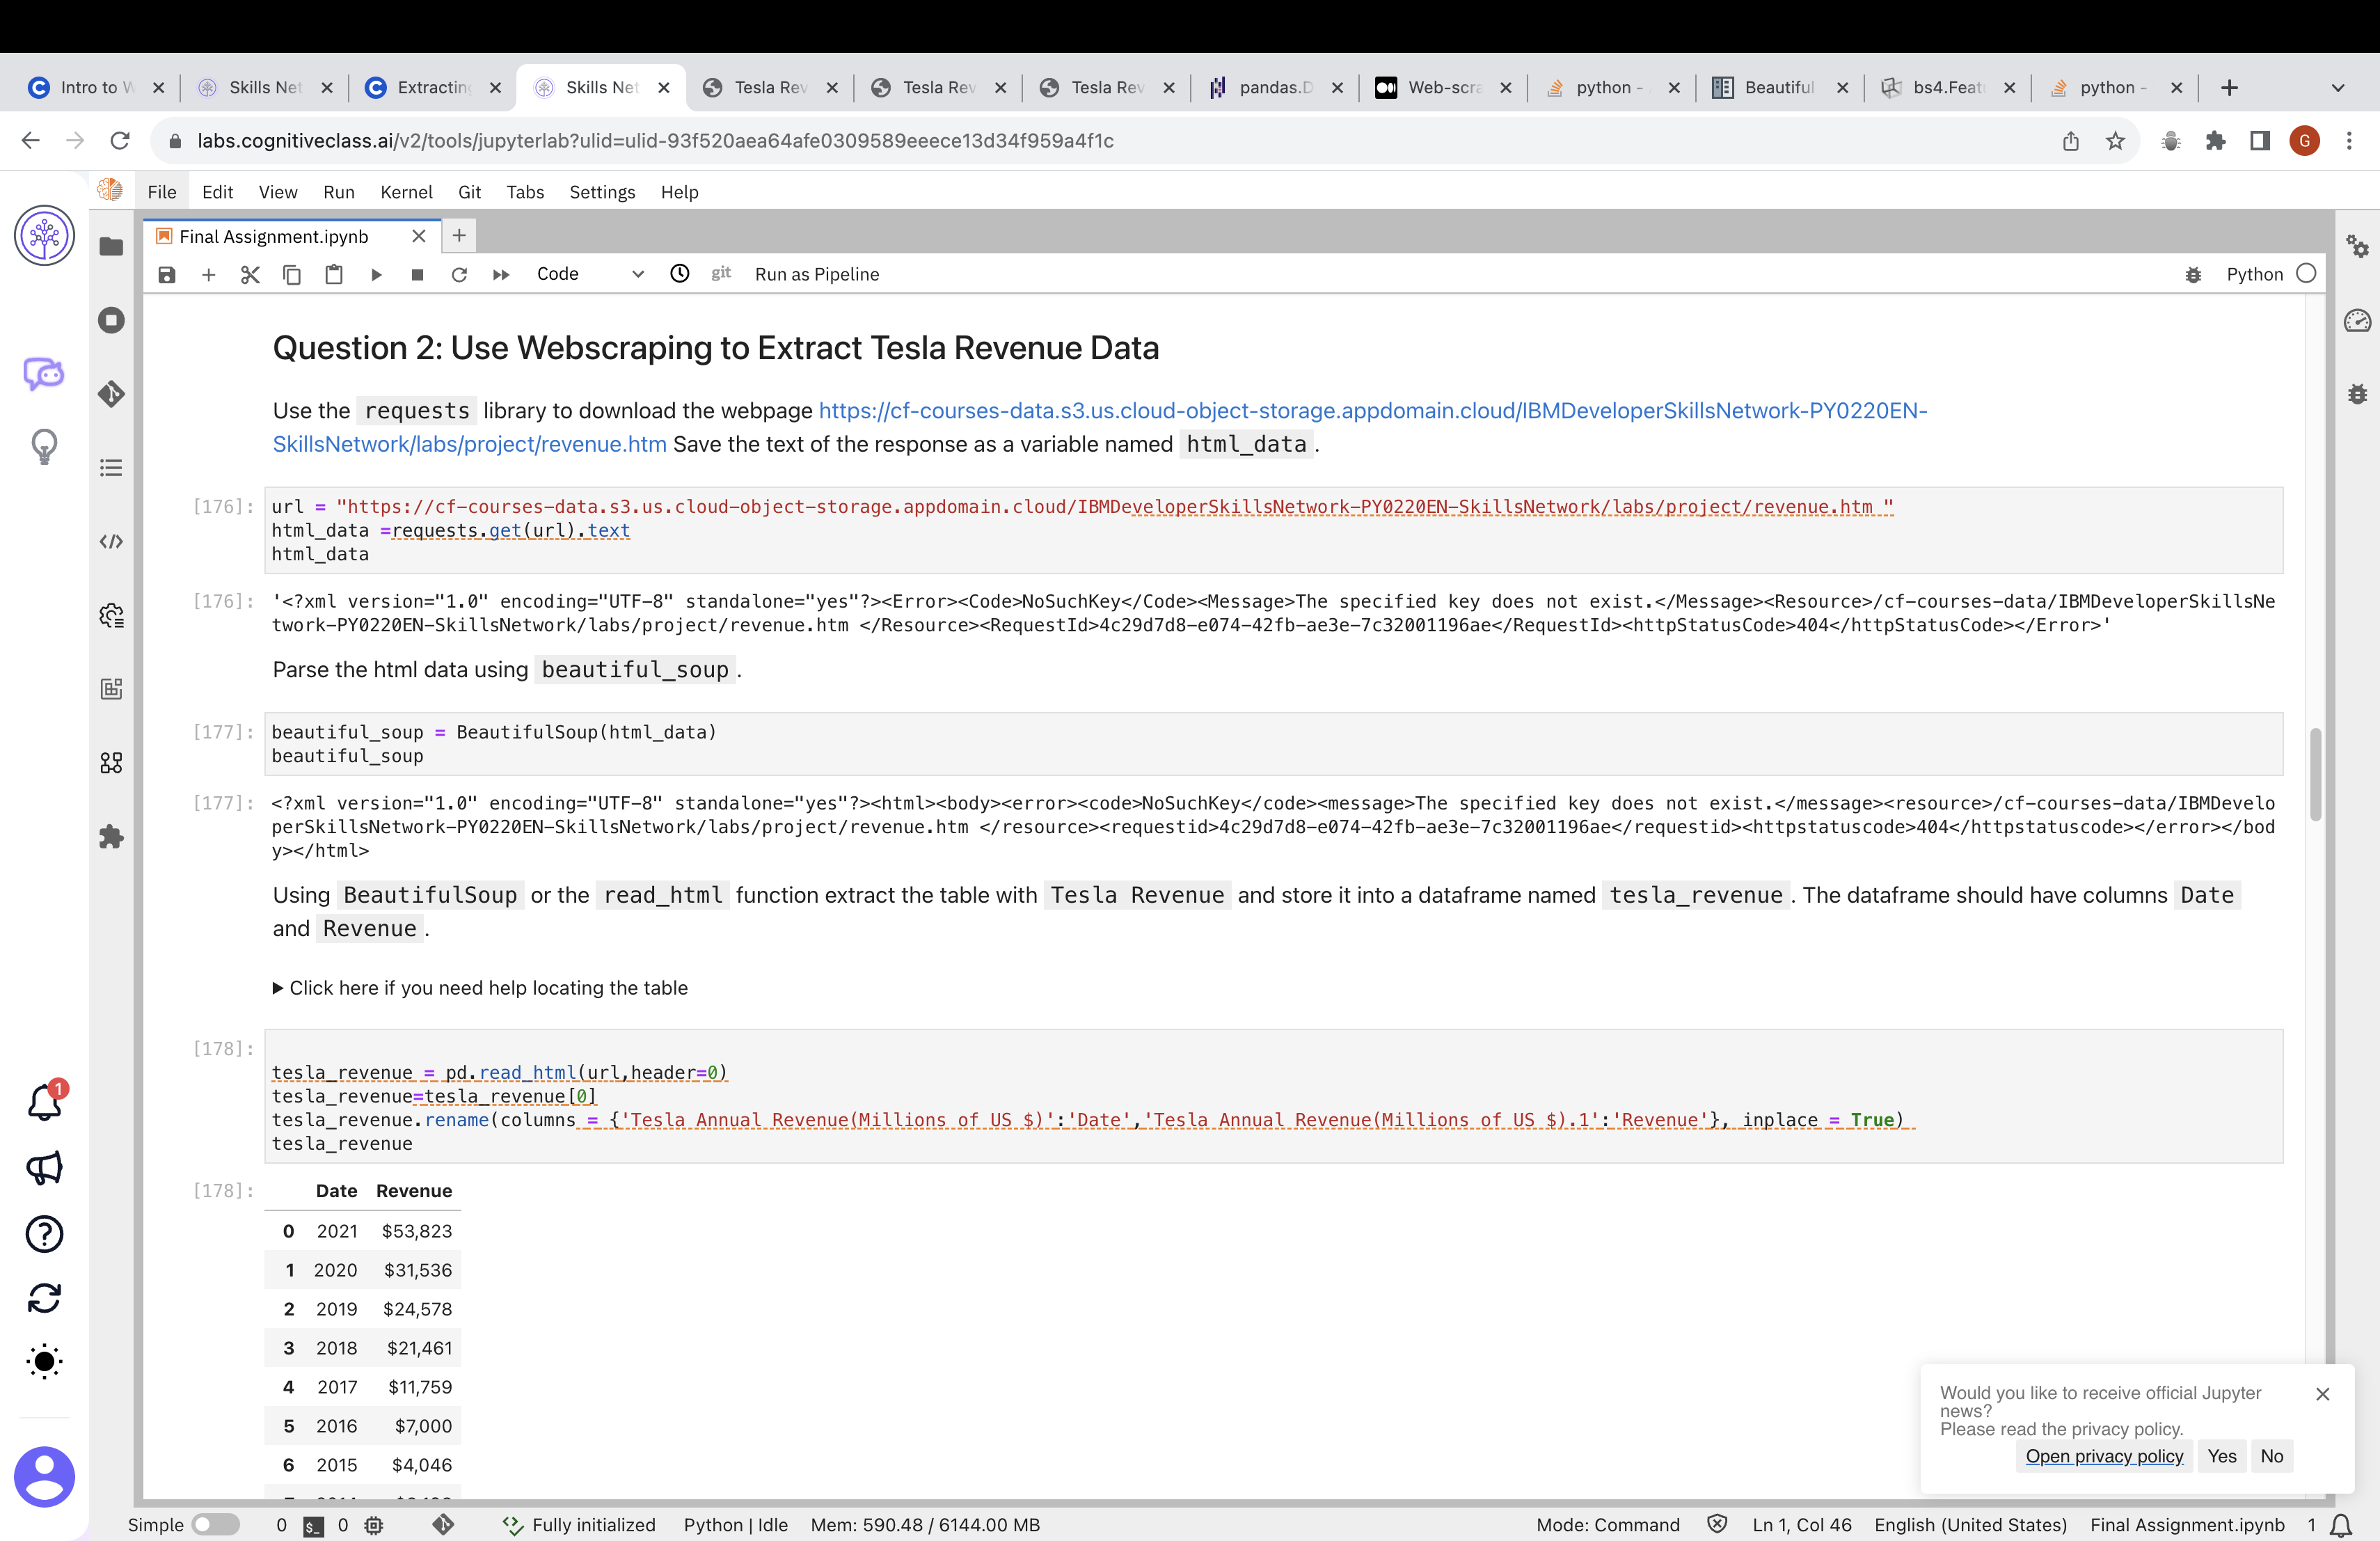 Intro to W
Skills Net
Extracting
Skills Net
Tesla Rev
Tesla Rev
Tesla Rev
pandas.D
Web-scra
python -
Beautiful
bs4.Feat
python -
labs.cognitiveclass.ai/v2/tools/jupyterlab?ulid=ulid-93f520aea64afe0309589eeece13d34f959a4f1c
G
File Edit View Run Kernel Git Tabs Settings Help
Final Assignment.ipynb
Code
git
Run as Pipeline
Python
Question 2: Use Webscraping to Extract Tesla Revenue Data
Use the requests library to download the webpage https://cf-courses-data.s3.us.cloud-object-storage.appdomain.cloud/IBMDeveloperSkillsNetwork-PY0220EN-
SkillsNetwork/labs/project/revenue.htm Save the text of the response as a variable named html_data.
[176]: url = "https://cf-courses-data.s3.us.cloud-object-storage.appdomain.cloud/IBMDeveloperSkillsNetwork-PY0220EN-SkillsNetwork/labs/project/revenue.htm "
html_data =requests.get(url).text
html_data
[176]: '<?xml version="1.0" encoding="UTF-8" standalone="yes"?><Error><Code>NoSuchKey</Code><Message>The specified key does not exist.</Message><Resource>/cf-courses-data/IBMDeveloperSkillsNe
twork-PY0220EN-SkillsNetwork/labs/project/revenue.htm </Resource><RequestId>4c29d7d8-e074-42fb-ae3e-7c32001196ae</RequestId><httpStatusCode>404</httpStatusCode></Error>'
Parse the html data using beautiful_soup.
[177]: beautiful_soup = BeautifulSoup(html_data)
beautiful_soup
[177]: <?xml version="1.0" encoding="UTF-8" standalone="yes"?><html><body><error><code>NoSuchKey</code><message>The specified key does not exist.</message><resource>/cf-courses-data/IBMDevelo
perSkillsNetwork-PY0220EN-SkillsNetwork/labs/project/revenue.htm </resource><requestid>4c29d7d8-e074-42fb-ae3e-7c32001196ae</requestid><httpstatuscode>404</httpstatuscode></error></bod
y></html>
Using BeautifulSoup or the read_html function extract the table with Tesla Revenue and store it into a dataframe named tesla_revenue. The dataframe should have columns Date
and Revenue.
Click here if you need help locating the table
[178]:
tesla_revenue = pd.read_html(url,header=0)
tesla_revenue=tesla_revenue[0]
tesla_revenue.rename(columns = {'Tesla Annual Revenue(Millions of US $)':'Date','Tesla Annual Revenue(Millions of US $).1':'Revenue'}, inplace = True)
tesla_revenue
[178]: Date Revenue
0 2021 $53,823
1 2020 $31,536
2 2019 $24,578
3 2018 $21,461
4 2017 $11,759
5 2016 $7,000
6 2015 $4,046
1
Would you like to receive official Jupyter
news?
Please read the privacy policy.
Open privacy policy Yes No
Simple 0 $_ 0 Fully initialized Python | Idle Mem: 590.48 / 6144.00 MB Mode: Command Ln 1, Col 46 English (United States) Final Assignment.ipynb 1